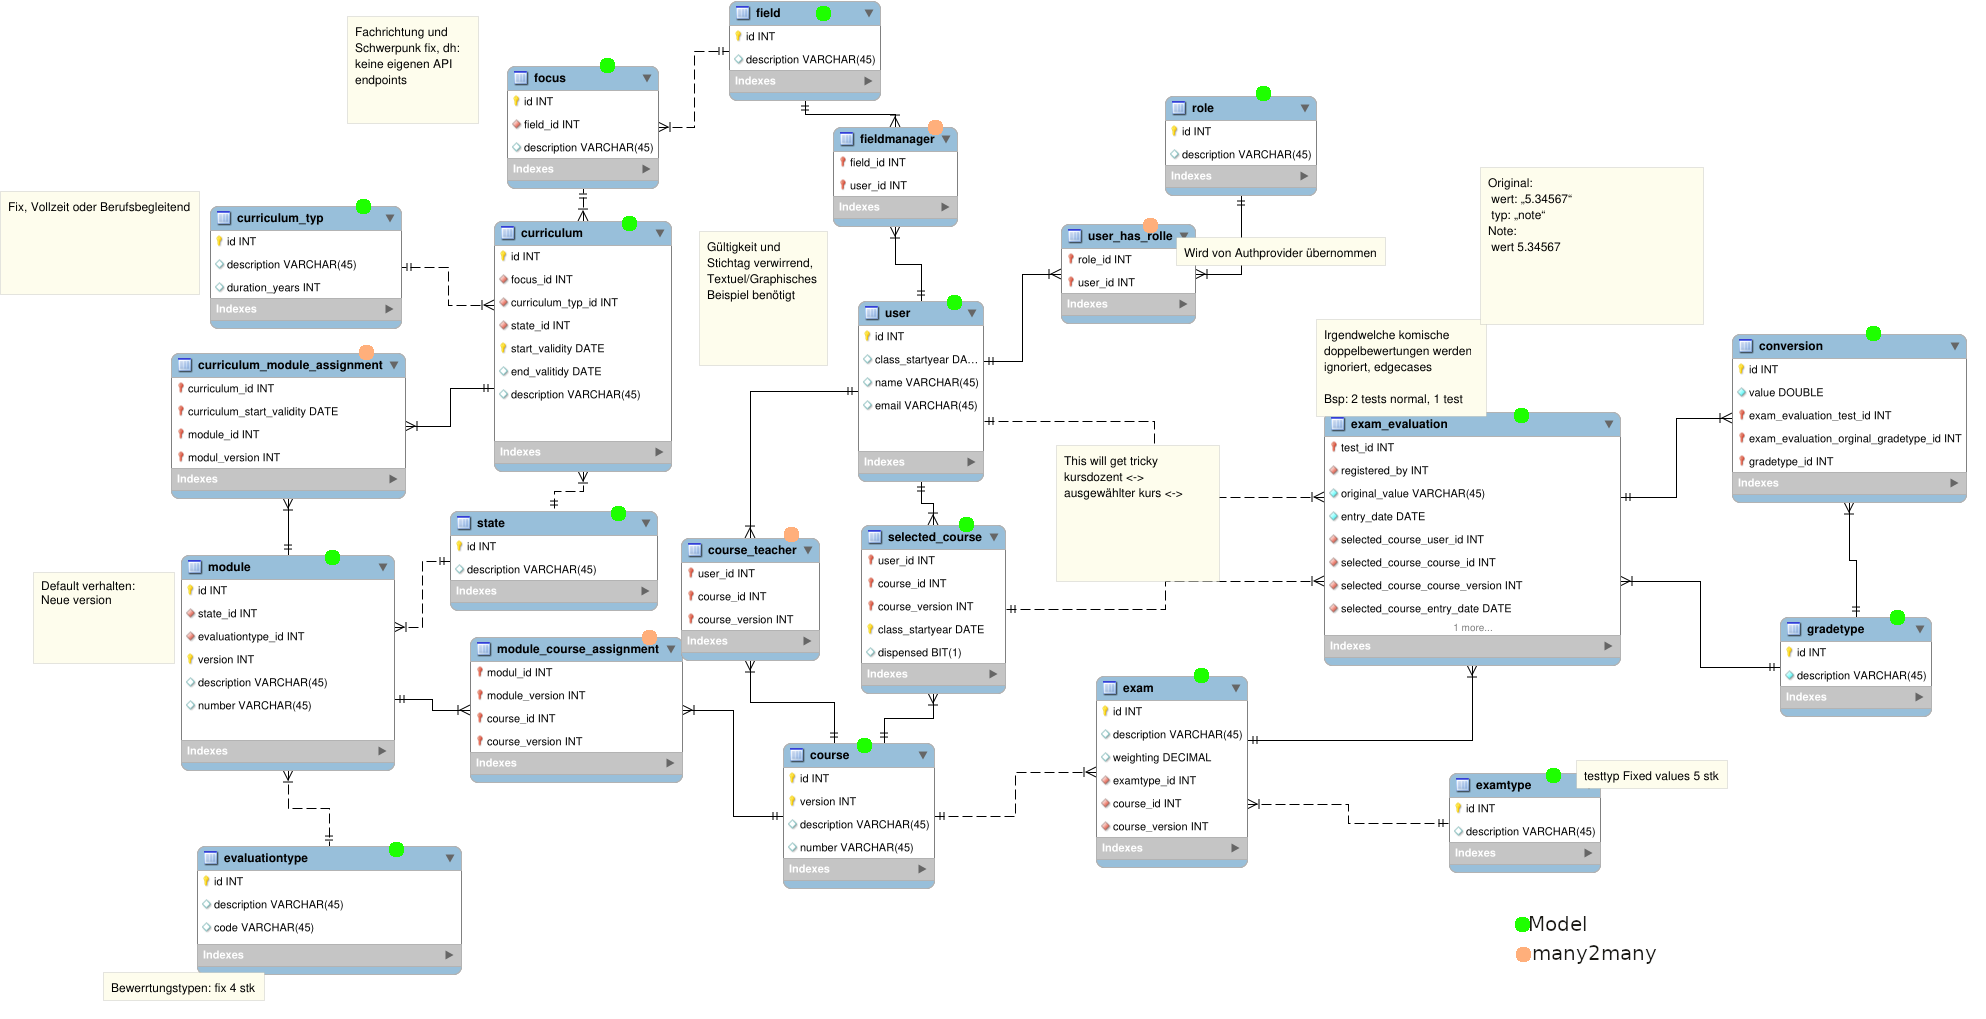 Fachrichtung und
Schwerpunk fix, dh:
keine eigenen API
endpoints
field
id INT
description VARCHAR(45)
Indexes
focus
id INT
field_id INT
description VARCHAR(45)
Indexes
fieldmanager
field_id INT
user_id INT
Indexes
role
id INT
description VARCHAR(45)
Indexes
Original:
wert: „5.34567“
typ: „note“
Note:
wert 5.34567
Fix, Vollzeit oder Berufsbegleitend
curriculum_typ
id INT
description VARCHAR(45)
duration_years INT
Indexes
curriculum
id INT
focus_id INT
curriculum_typ_id INT
state_id INT
start_validity DATE
end_valitidy DATE
description VARCHAR(45)
Indexes
Gültigkeit und
Stichtag verwirrend,
Textuel/Graphisches
Beispiel benötigt
user_has_rolle
role_id INT
user_id INT
Indexes
Wird von Authprovider übernommen
user
id INT
class_startyear DA...
name VARCHAR(45)
email VARCHAR(45)
Indexes
Irgendwelche komische
doppelbewertungen werden
ignoriert, edgecases
Bsp: 2 tests normal, 1 test
conversion
id INT
value DOUBLE
exam_evaluation_test_id INT
exam_evaluation_orginal_gradetype_id INT
gradetype_id INT
Indexes
curriculum_module_assignment
curriculum_id INT
curriculum_start_validity DATE
module_id INT
modul_version INT
Indexes
exam_evaluation
test_id INT
registered_by INT
original_value VARCHAR(45)
entry_date DATE
selected_course_user_id INT
selected_course_course_id INT
selected_course_course_version INT
selected_course_entry_date DATE
1 more...
Indexes
This will get tricky
kursdozent <->
ausgewählter kurs <->
state
id INT
description VARCHAR(45)
Indexes
course_teacher
user_id INT
course_id INT
course_version INT
Indexes
selected_course
user_id INT
course_id INT
course_version INT
class_startyear DATE
dispensed BIT(1)
Indexes
Default verhalten:
Neue version
module
id INT
state_id INT
evaluationtype_id INT
version INT
description VARCHAR(45)
number VARCHAR(45)
Indexes
module_course_assignment
modul_id INT
module_version INT
course_id INT
course_version INT
Indexes
gradetype
id INT
description VARCHAR(45)
Indexes
exam
id INT
description VARCHAR(45)
weighting DECIMAL
examtype_id INT
course_id INT
course_version INT
Indexes
course
id INT
version INT
description VARCHAR(45)
number VARCHAR(45)
Indexes
testtyp Fixed values 5 stk
examtype
id INT
description VARCHAR(45)
Indexes
evaluationtype
id INT
description VARCHAR(45)
code VARCHAR(45)
Indexes
Bewerrtungstypen: fix 4 stk
Model
many2many